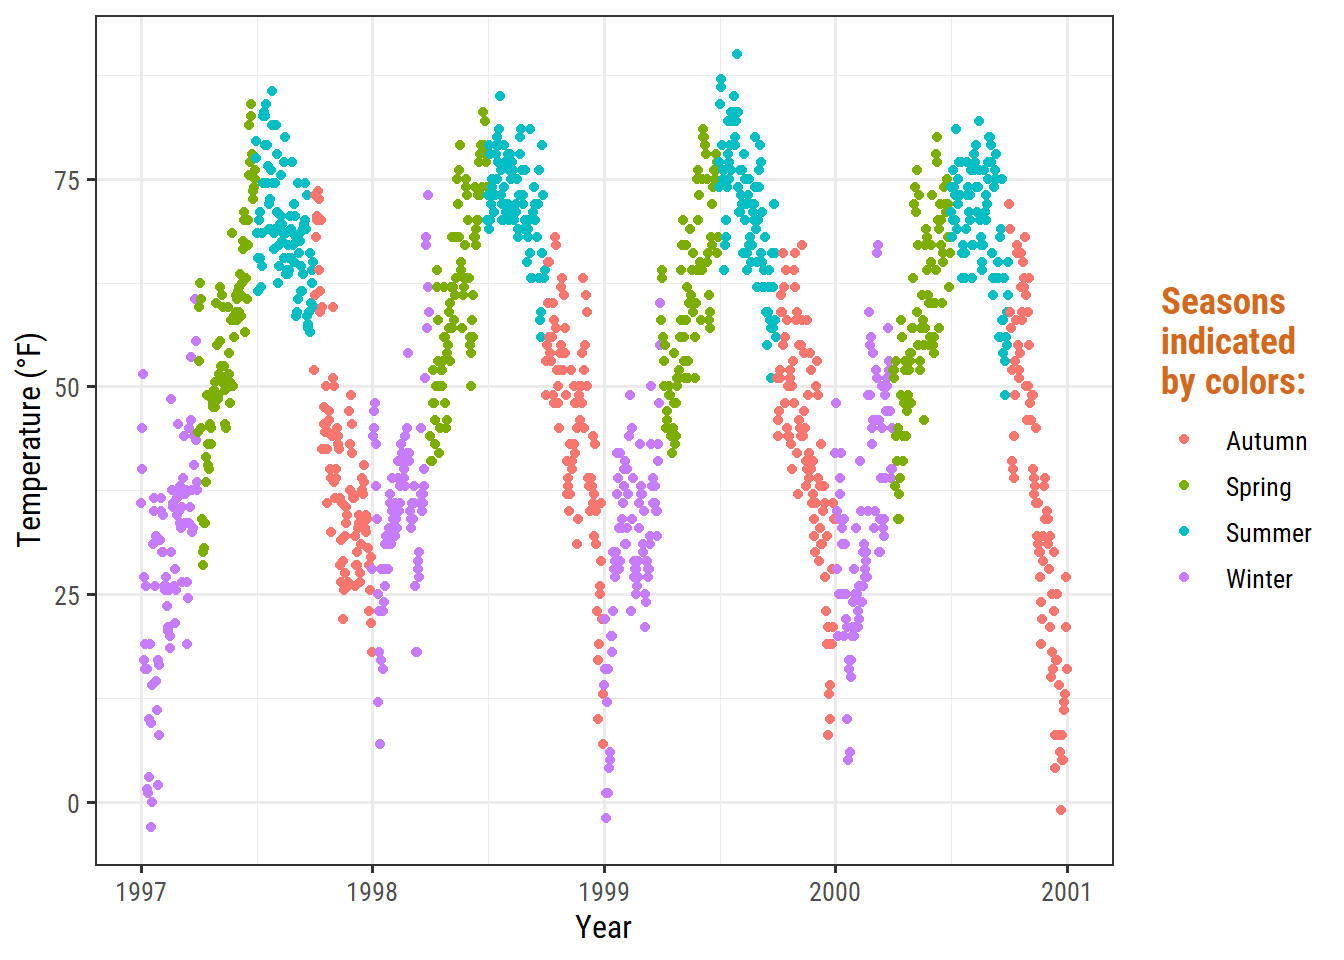 Temperature (°F)
75
50
25
0
1997
1998
1999
2000
2001
Year
Seasons
indicated
by colors:
Autumn
Spring
Summer
Winter